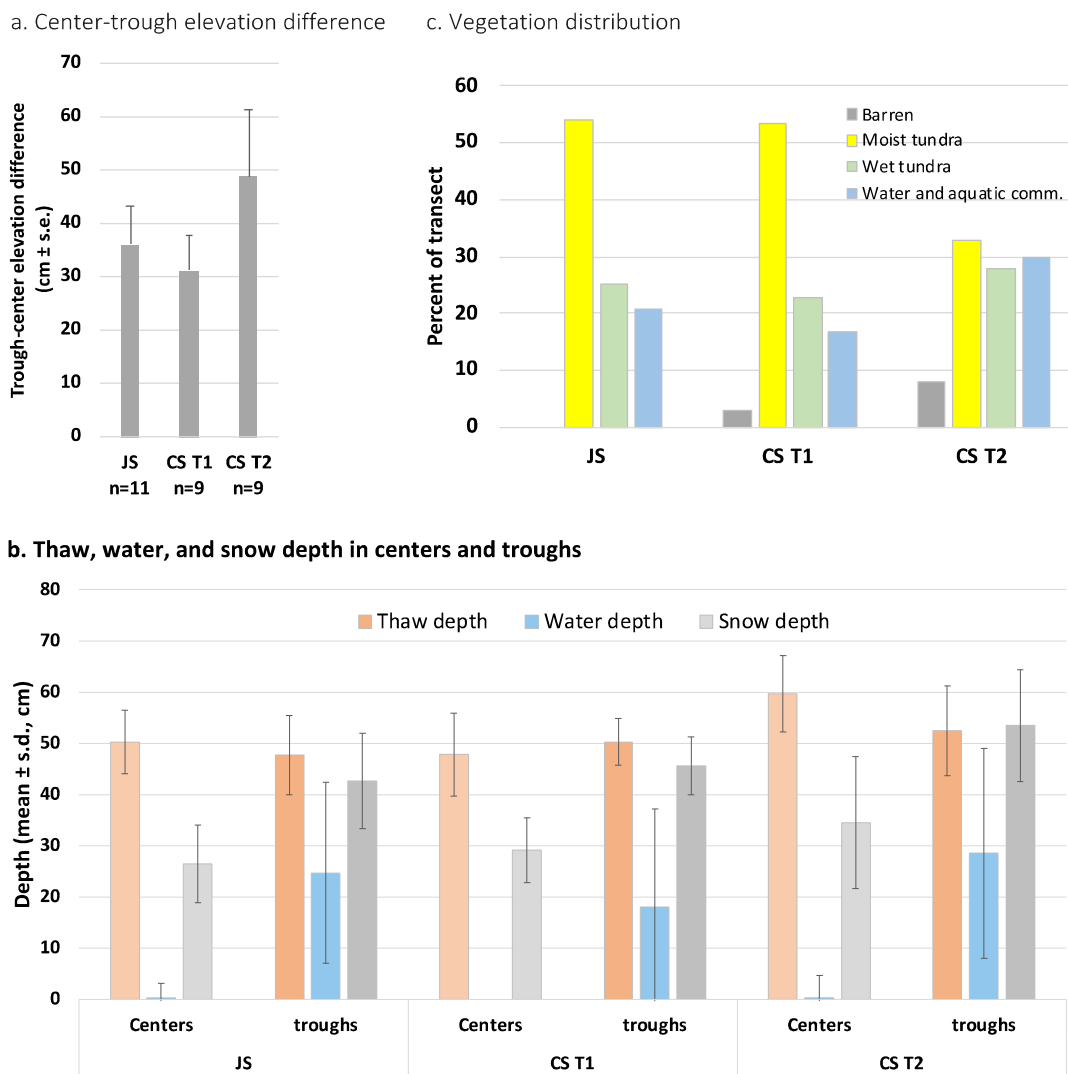 a. Center-trough elevation difference
Trough-center elevation difference
(cm ± s.e.)
70
60
50
40
30
20
10
0
JS CS T1 CS T2
n=11 n=9 n=9
c. Vegetation distribution
Percent of transect
60
50
40
30
20
10
0
Barren
Moist tundra
Wet tundra
Water and aquatic comm.
JS CS T1 CS T2
b. Thaw, water, and snow depth in centers and troughs
Depth (mean ± s.d., cm)
80
70
60
50
40
30
20
10
0
Thaw depth Water depth Snow depth
Centers troughs Centers troughs Centers troughs
JS CS T1 CS T2